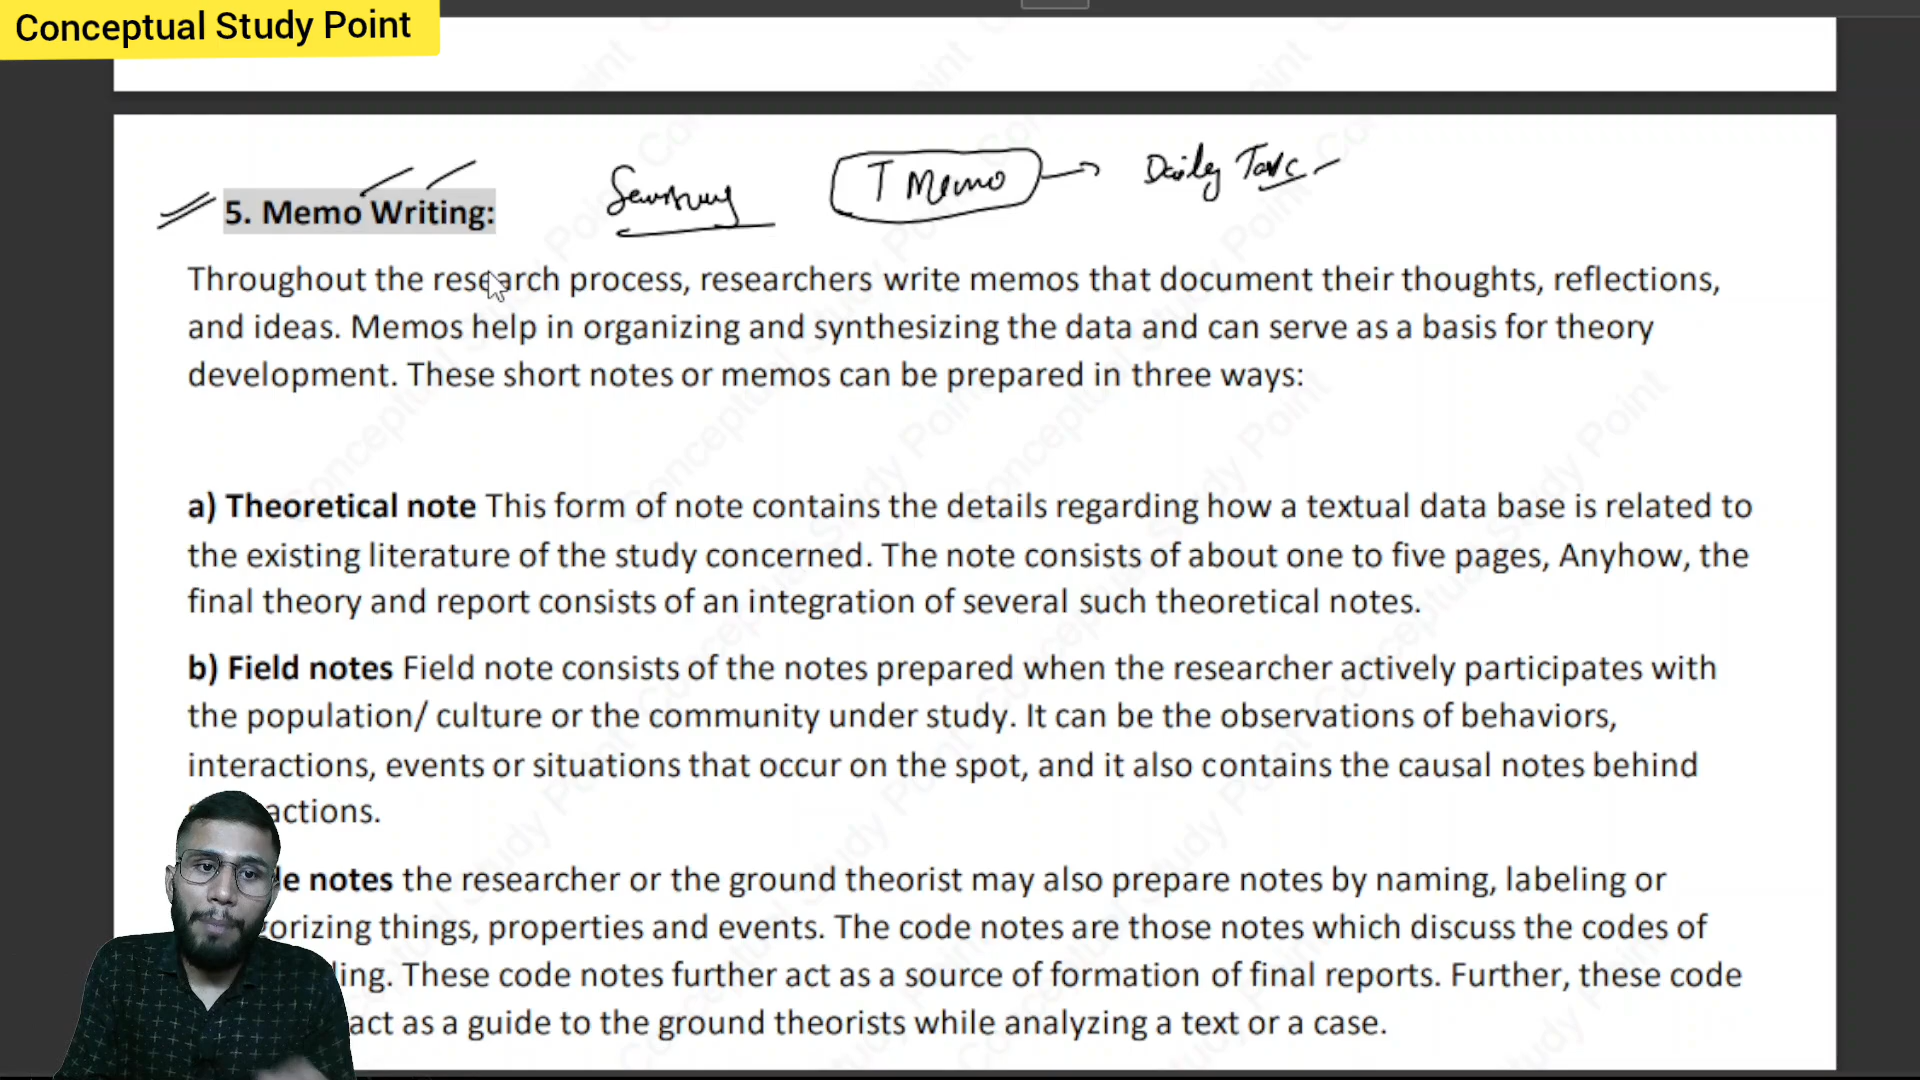 Conceptual Study Point
T Memo
Daily
5. Memo Writing:
Throughout the research process, researchers write memos that document their thoughts, reflections,
and ideas. Memos help in organizing and synthesizing the data and can serve as a basis for theory
development. These short notes or memos can be prepared in three ways:
a) Theoretical note This form of note contains the details regarding how a textual data base is related to
the existing literature of the study concerned. The note consists of about one to five pages, Anyhow, the
final theory and report consists of an integration of several such theoretical notes.
b) Field notes Field note consists of the notes prepared when the researcher actively participates with
the population/ culture or the community under study. It can be the observations of behaviors,
interactions, events or situations that occur on the spot, and it also contains the causal notes behind
actions.
notes the researcher or the ground theorist may also prepare notes by naming, labeling or
things, properties and events. The code notes are those notes which discuss the codes of
These code notes further act as a source of formation of final reports. Further, these code
act as a guide to the ground theorists while analyzing a text or a case.